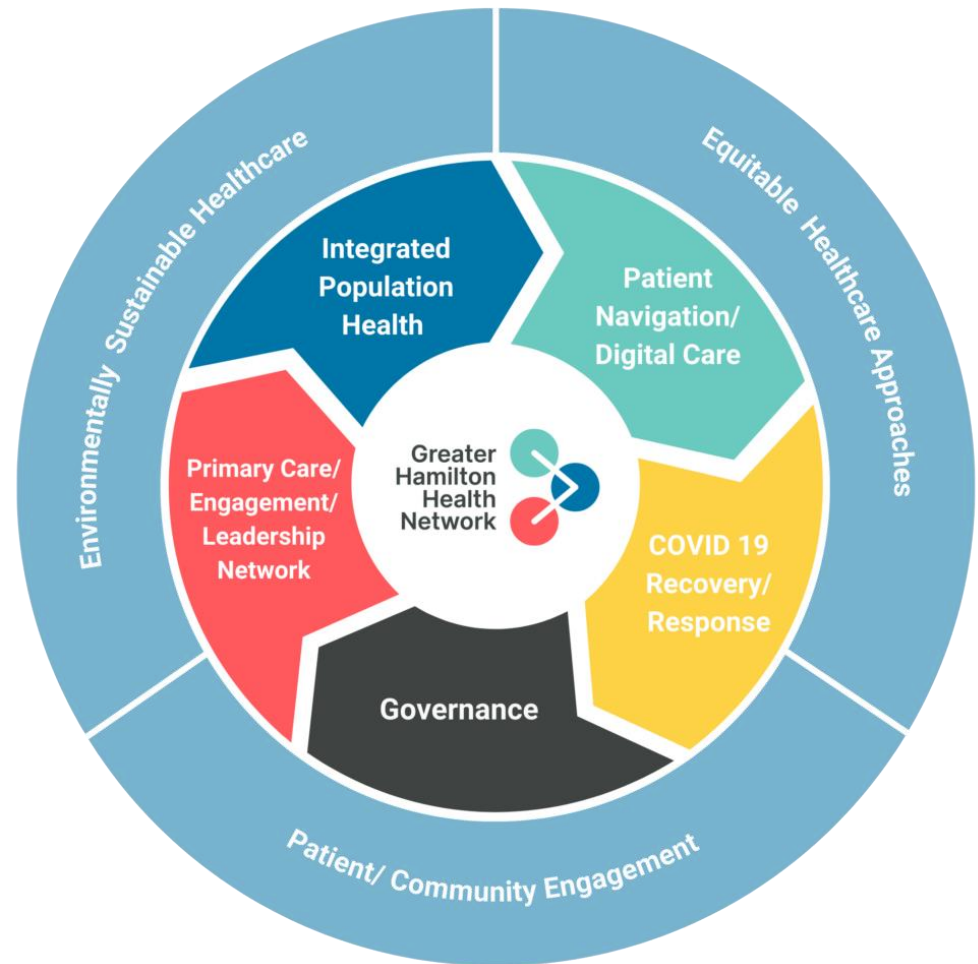 Environmentally Sustainable Healthcare
Equitable Healthcare Approaches
Integrated
Population
Health
Patient
Navigation/
Digital Care
Primary Care/
Engagement/
Leadership
Network
Greater
Hamilton
Health
Network
COVID 19
Recovery/
Response
Governance
Patient/ Community Engagement